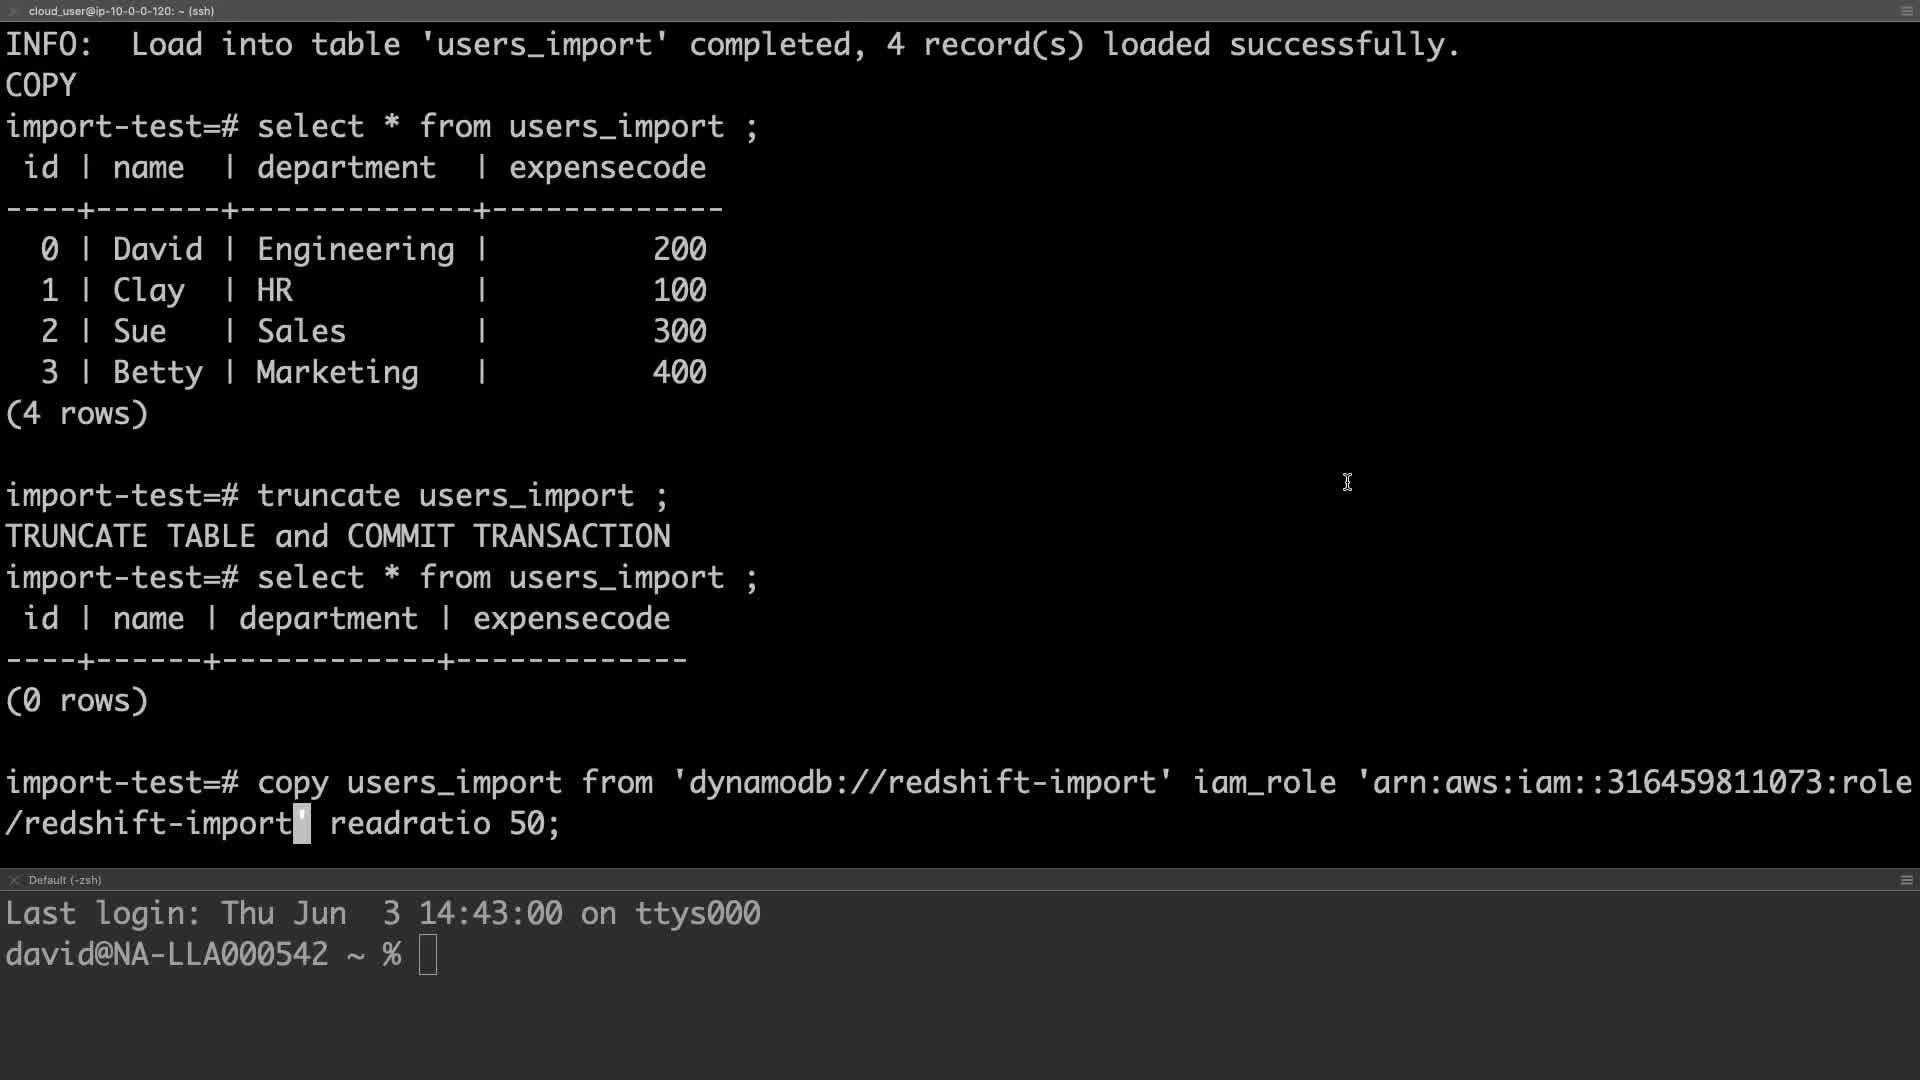 cloud_user@ip-10-0-0-120: ~ (ssh)
INFO:  Load into table 'users_import' completed, 4 record(s) loaded successfully.
COPY
import-test=# select * from users_import ;
 id | name  | department  | expensecode
----+-------+-------------+-------------
  0 | David | Engineering |         200
  1 | Clay  | HR          |         100
  2 | Sue   | Sales       |         300
  3 | Betty | Marketing   |         400
(4 rows)
import-test=# truncate users_import ;
TRUNCATE TABLE and COMMIT TRANSACTION
import-test=# select * from users_import ;
 id | name | department | expensecode
----+------+------------+-------------
(0 rows)
import-test=# copy users_import from 'dynamodb://redshift-import' iam_role 'arn:aws:iam::316459811073:role
/redshift-import' readratio 50;
Default (-zsh)
Last login: Thu Jun  3 14:43:00 on ttys000
david@NA-LLA000542 ~ %